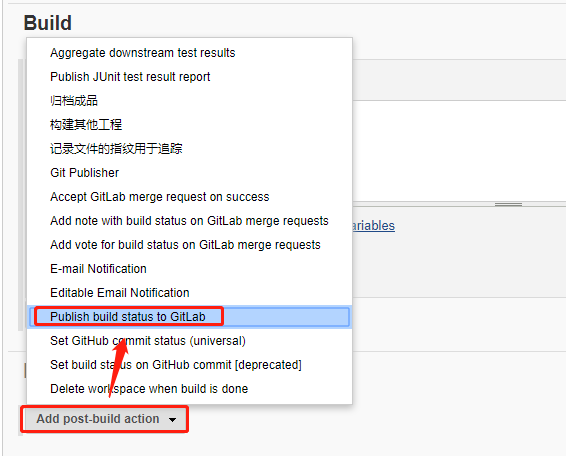 Build
Aggregate downstream test results
Publish JUnit test result report
归档成品
构建其他工程
记录文件的指纹用于追踪
Git Publisher
Accept GitLab merge request on success
Add note with build status on GitLab merge requests
ariables
Add vote for build status on GitLab merge requests
E-mail Notification
Editable Email Notification
Publish build status to GitLab
Set GitHub commit status (universal)
Set build status on GitHub commit [deprecated]
Delete workspace when build is done
Add post-build action